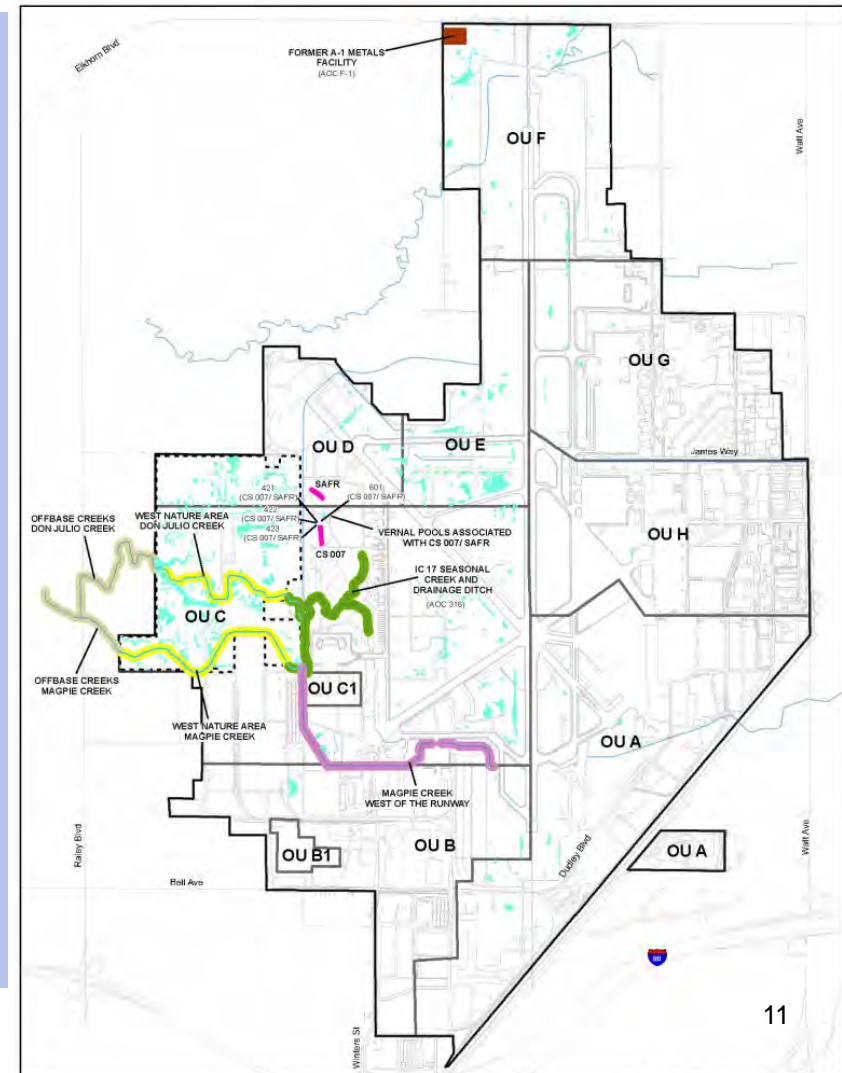 Elkhorn Blvd
FORMER A-1 METALS
FACILITY
(AOC F-1)
Watt Ave
OU F
OU G
OU D
OU E
James Way
SAFR
421
(CS 007/ SAFR)
601
(CS 007/ SAFR)
422
(CS 007/ SAFR)
423
(CS 007/ SAFR)
OFFBASE CREEKS
DON JULIO CREEK
WEST NATURE AREA
DON JULIO CREEK
VERNAL POOLS ASSOCIATED
WITH CS 007/ SAFR
CS 007
OU H
IC 17 SEASONAL
CREEK AND
DRAINAGE DITCH
(AOC 316)
OU C
OFFBASE CREEKS
MAGPIE CREEK
OU C1
WEST NATURE AREA
MAGPIE CREEK
OU A
MAGPIE CREEK
WEST OF THE RUNWAY
Raley Blvd
OU B1
OU B
Dudley Blvd
OU A
Watt Ave
Bell Ave
80
Winters St
11